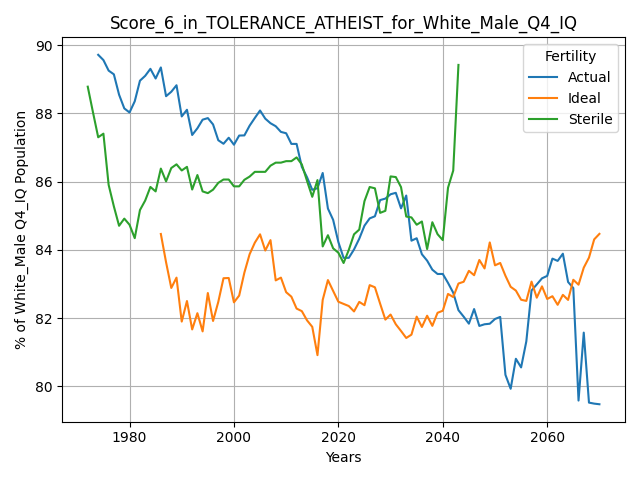 Score_6_in_TOLERANCE_ATHEIST_for_White_Male_Q4_IQ
% of White_Male Q4_IQ Population
90
88
86
84
82
80
Fertility
Actual
Ideal
Sterile
1980
2000
2020
2040
2060
Years